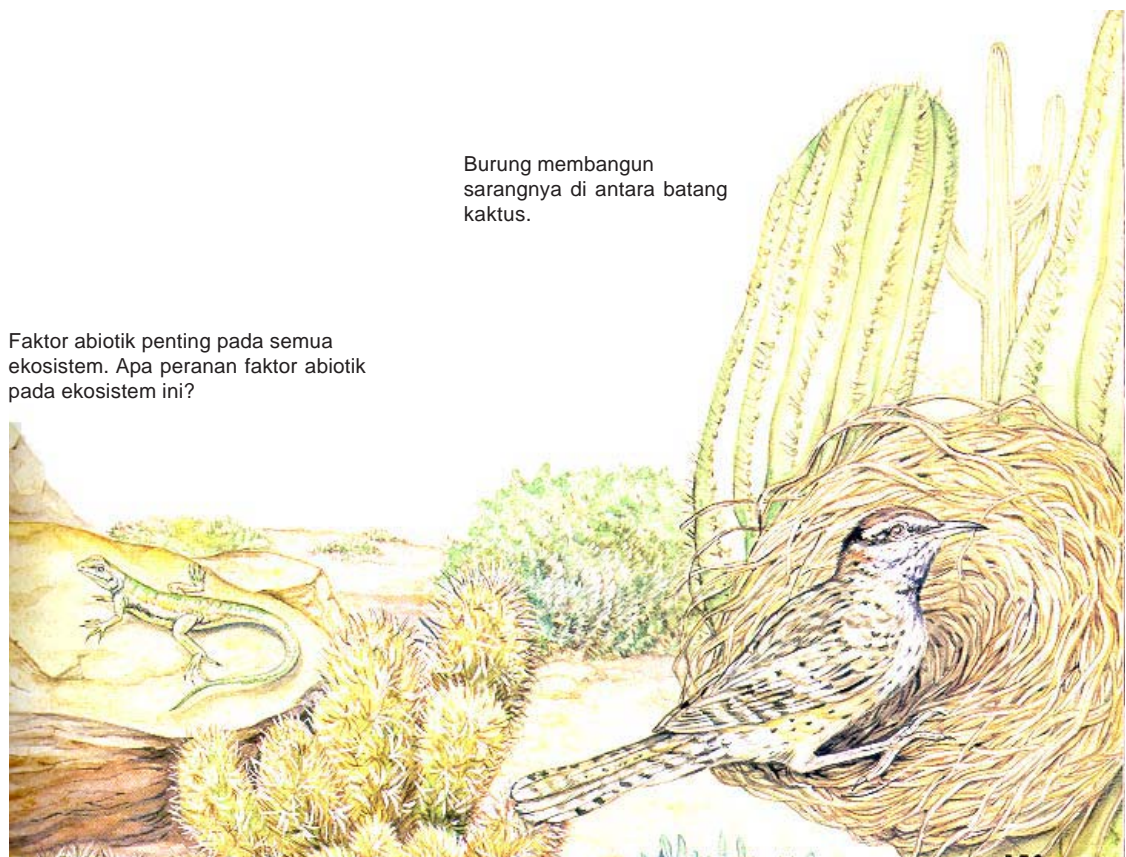 Burung membangun
sarangnya di antara batang
kaktus.
Faktor abiotik penting pada semua
ekosistem. Apa peranan faktor abiotik
pada ekosistem ini?